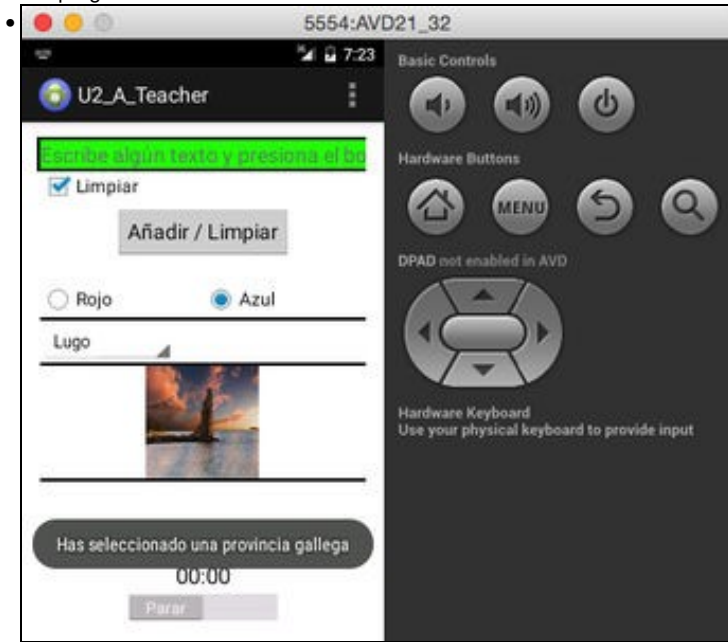 5554:AVD21_32
7:23
U2_A_Teacher
Escribe algún texto y presiona el bo
Limpiar
Añadir / Limpiar
Rojo
Azul
Lugo
Has seleccionado una provincia gallega
00:00
Parar
Basic Controls
Hardware Buttons
MENU
DPAD not enabled in AVD
Hardware Keyboard
Use your physical keyboard to provide input